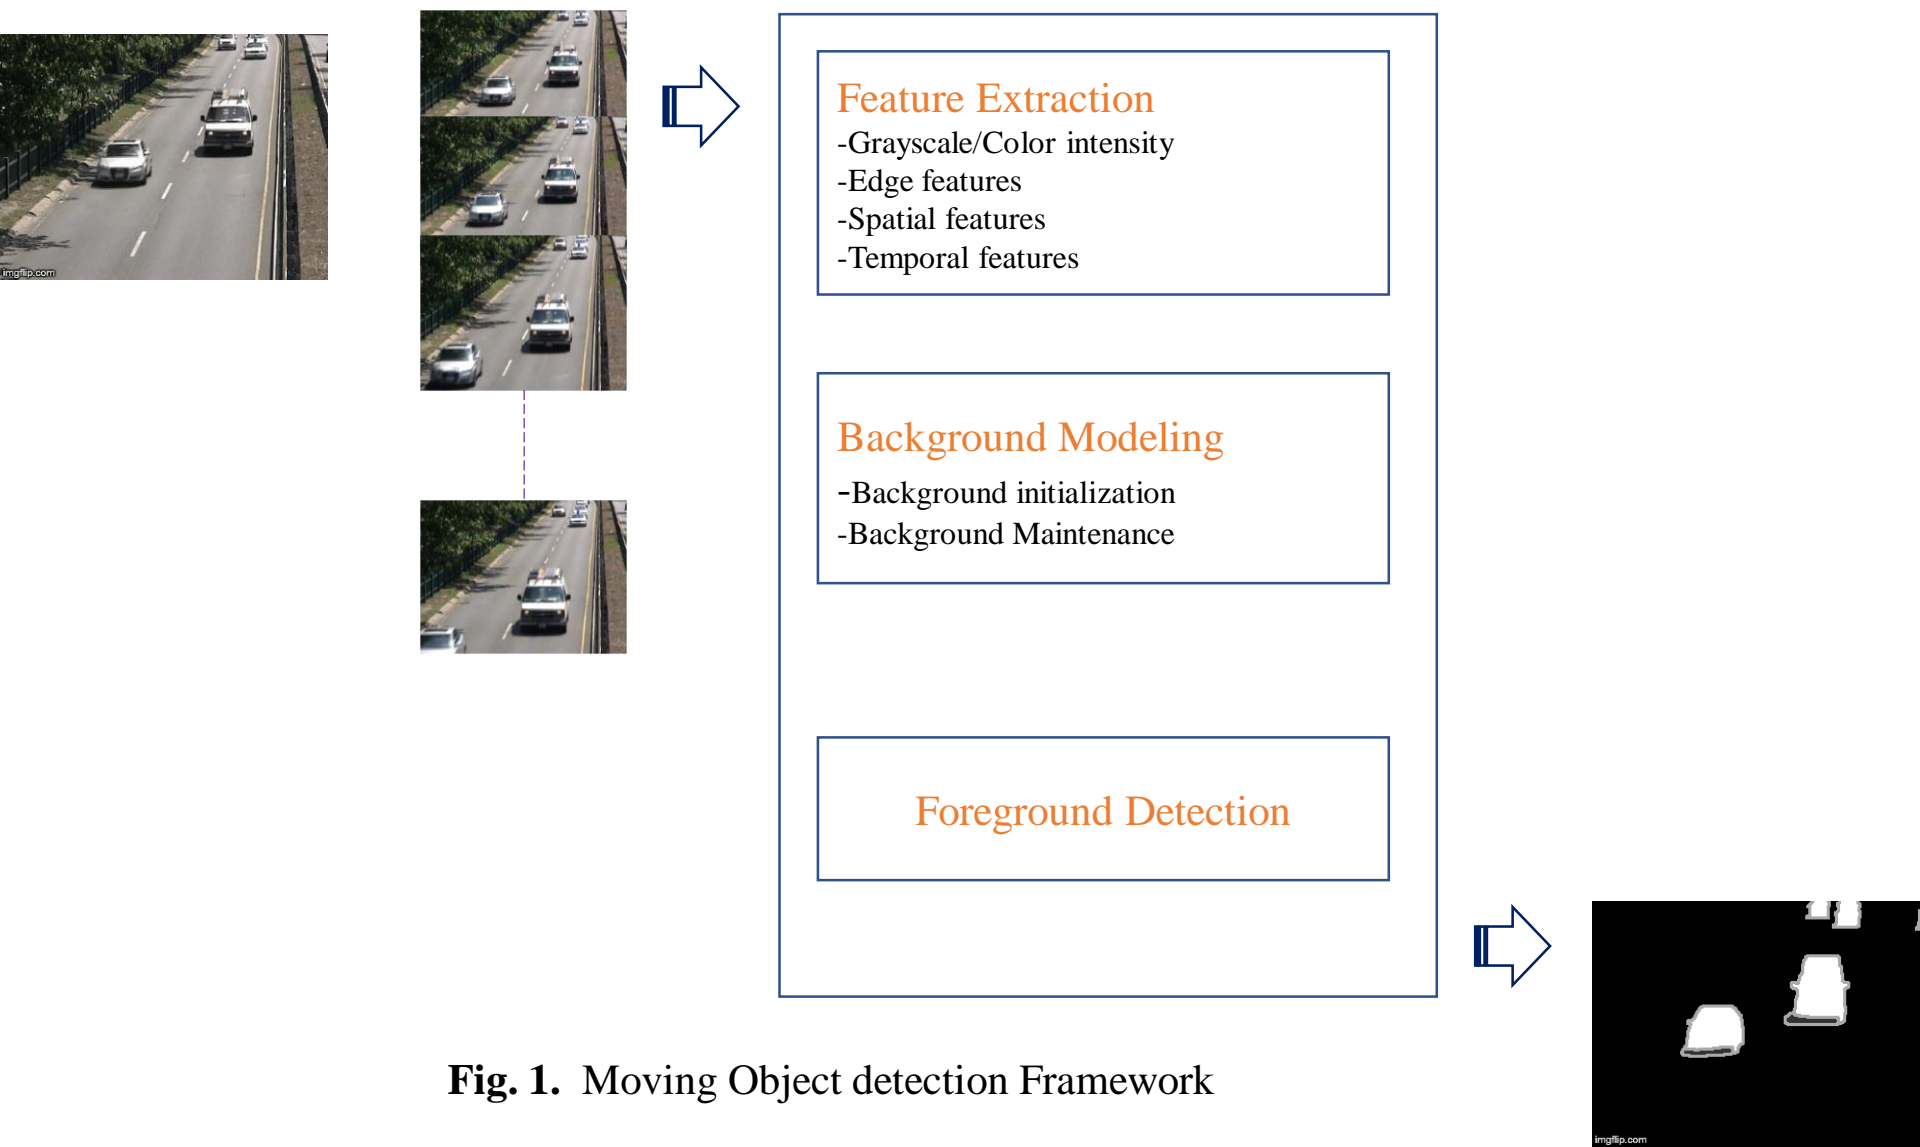 imgflip.com
Feature Extraction
-Grayscale/Color intensity
-Edge features
-Spatial features
-Temporal features
Background Modeling
-Background initialization
-Background Maintenance
Foreground Detection
Fig. 1. Moving Object detection Framework
imgflip.com